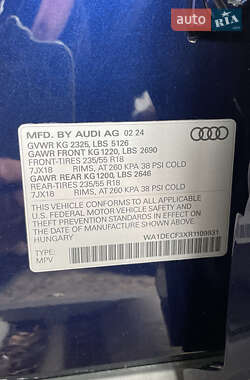 AUTO.RIA
MFD. BY AUDI AG 02.24
GVWR KG 2325, LBS 5126
GAWR FRONT KG 1220, LBS 2690
FRONT-TIRES 235/55 R18
7JX18 RIMS, AT 260 KPA 38 PSI COLD
GAWR REAR KG1200, LBS 2646
REAR-TIRES 235/55 R18
7JX18 RIMS, AT 260 KPA 38 PSI COLD
THIS VEHICLE CONFORMS TO ALL APPLICABLE
U.S. FEDERAL MOTOR VEHICLE SAFETY
AND THEFT PREVENTION STANDARDS
IN EFFECT ON THE DATE OF
MANUFACTURE SHOWN ABOVE.
HUNGARY
TYPE: WA1DECF3XR1100931
MPV